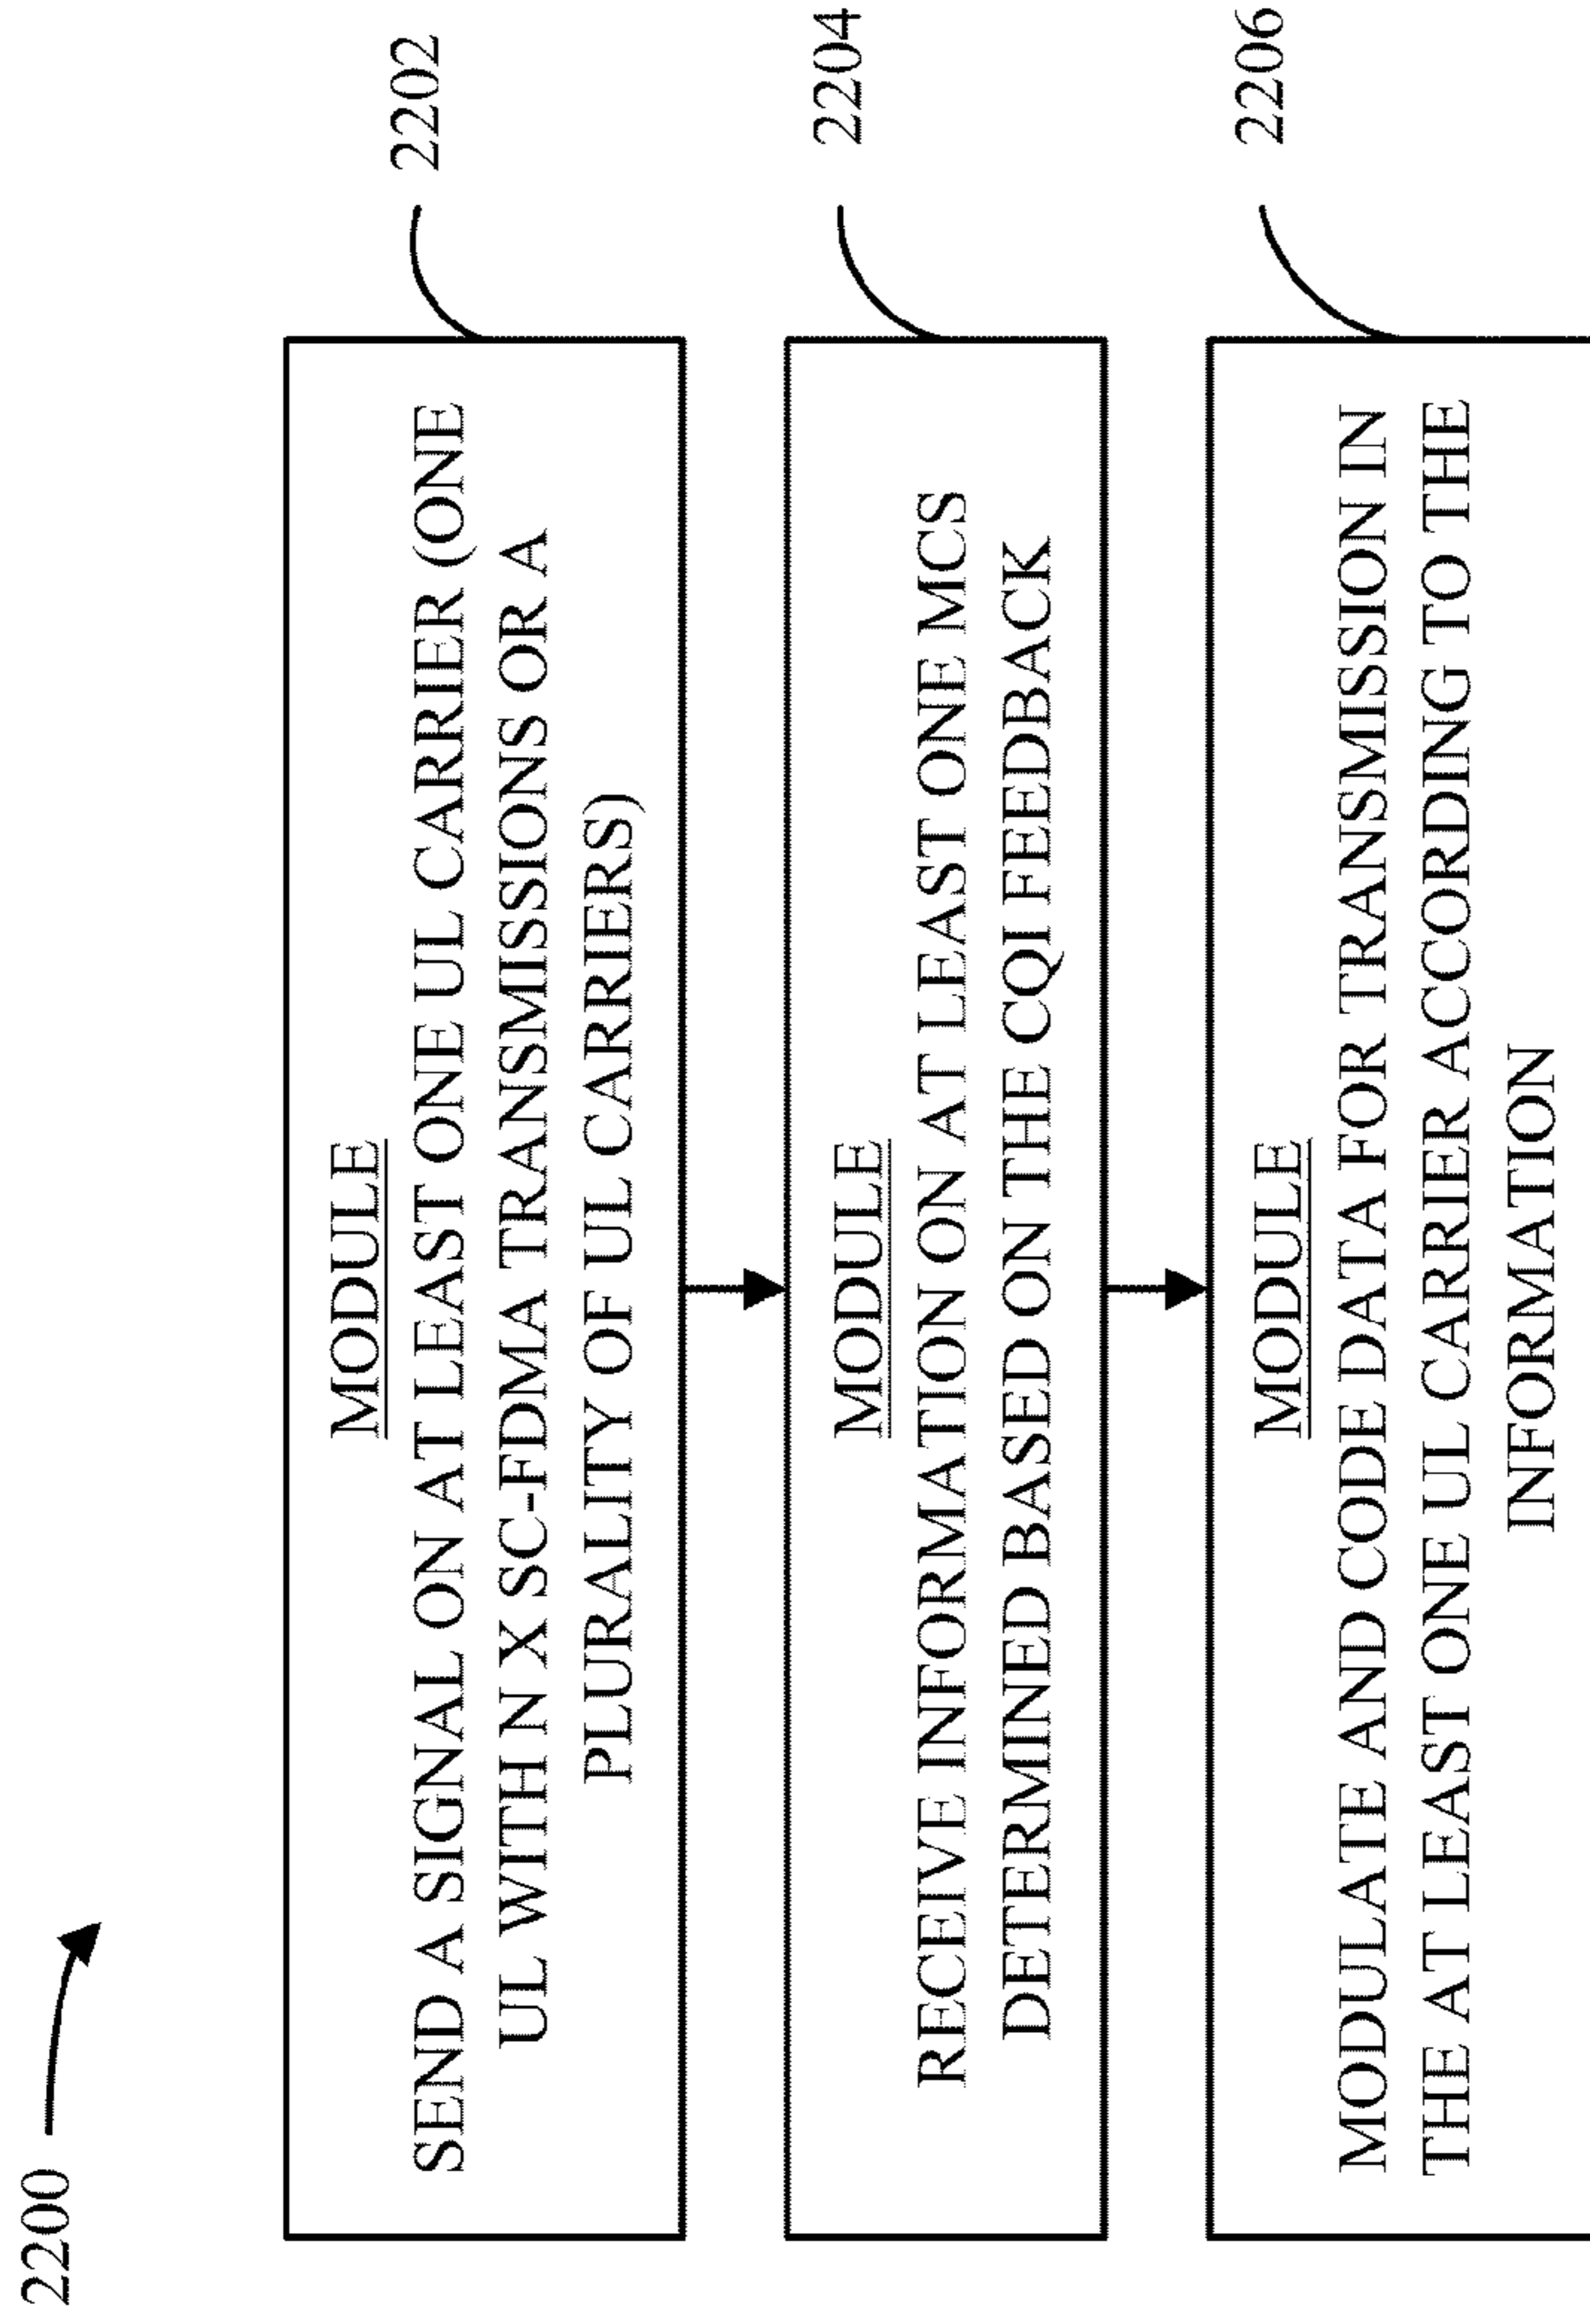 2200
MODULE
SEND A SIGNAL ON AT LEAST ONE UL CARRIER (ONE
UL WITH N X SC-FDMA TRANSMISSIONS OR A
PLURALITY OF UL CARRIERS)
2202
MODULE
RECEIVE INFORMATION ON AT LEAST ONE MCS
DETERMINED BASED ON THE CQI FEEDBACK
2204
MODULE
MODULATE AND CODE DATA FOR TRANSMISSION IN
THE AT LEAST ONE UL CARRIER ACCORDING TO THE
INFORMATION
2206